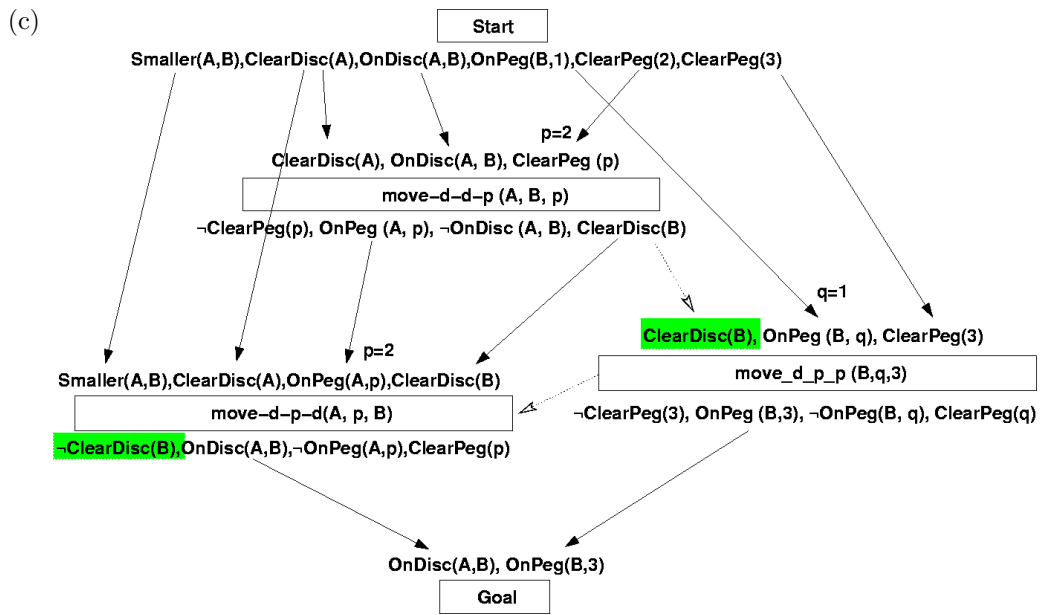 (c)
Start
Smaller(A,B),ClearDisc(A),OnDisc(A,B),OnPeg(B,1),ClearPeg(2),ClearPeg(3)
p=2
ClearDisc(A), OnDisc(A, B), ClearPeg (p)
move−d−d−p (A, B, p)
¬ClearPeg(p), OnPeg (A, p), ¬OnDisc (A, B), ClearDisc(B)
q=1
ClearDisc(B), OnPeg (B, q), ClearPeg(3)
p=2
Smaller(A,B),ClearDisc(A),OnPeg(A,p),ClearDisc(B)
move_d_p_p (B,q,3)
move−d−p−d(A, p, B)
¬ClearPeg(3), OnPeg (B,3), ¬OnPeg(B, q), ClearPeg(q)
¬ClearDisc(B),OnDisc(A,B),¬OnPeg(A,p),ClearPeg(p)
OnDisc(A,B), OnPeg(B,3)
Goal